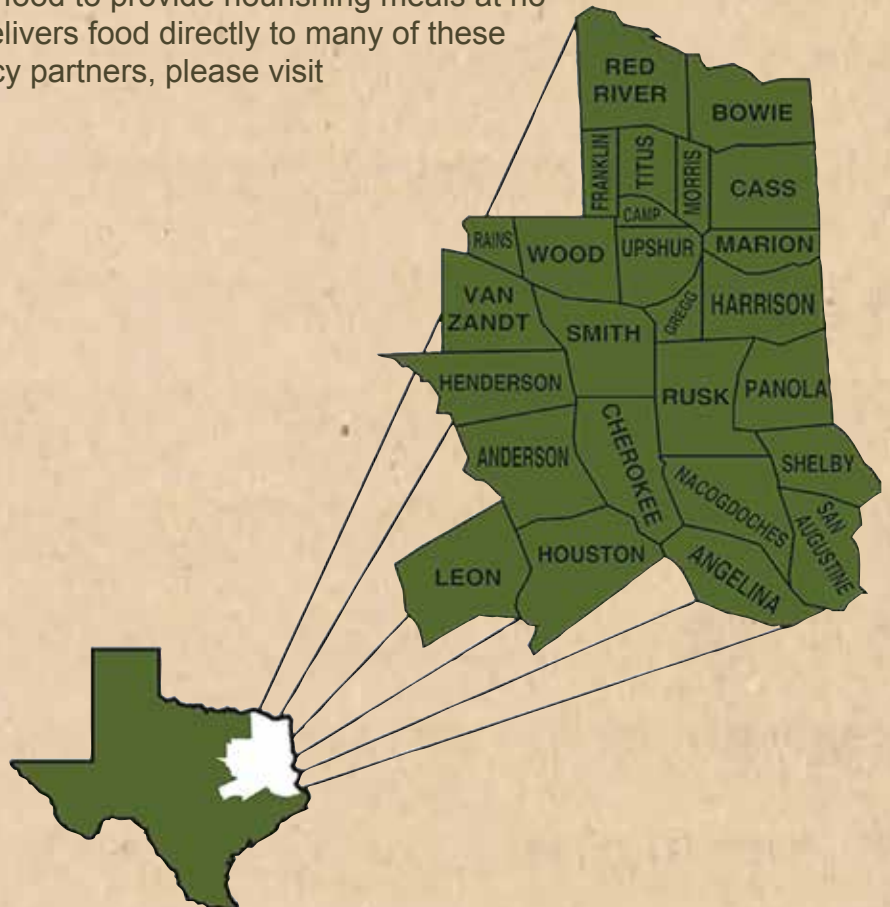 food to provide nourishing meals at no
elivers food directly to many of these
cy partners, please visit
RED
RIVER
BOWIE
FRANKLIN
TITUS
MORRIS
CASS
CAMP
RAINS
WOOD
UPSHUR
MARION
VAN
ZANDT
GREGG
HARRISON
SMITH
HENDERSON
RUSK
PANOLA
CHEROKEE
ANDERSON
SHELBY
NACOGDOCHES
SAN
AUGUSTINE
LEON
HOUSTON
ANGELINA